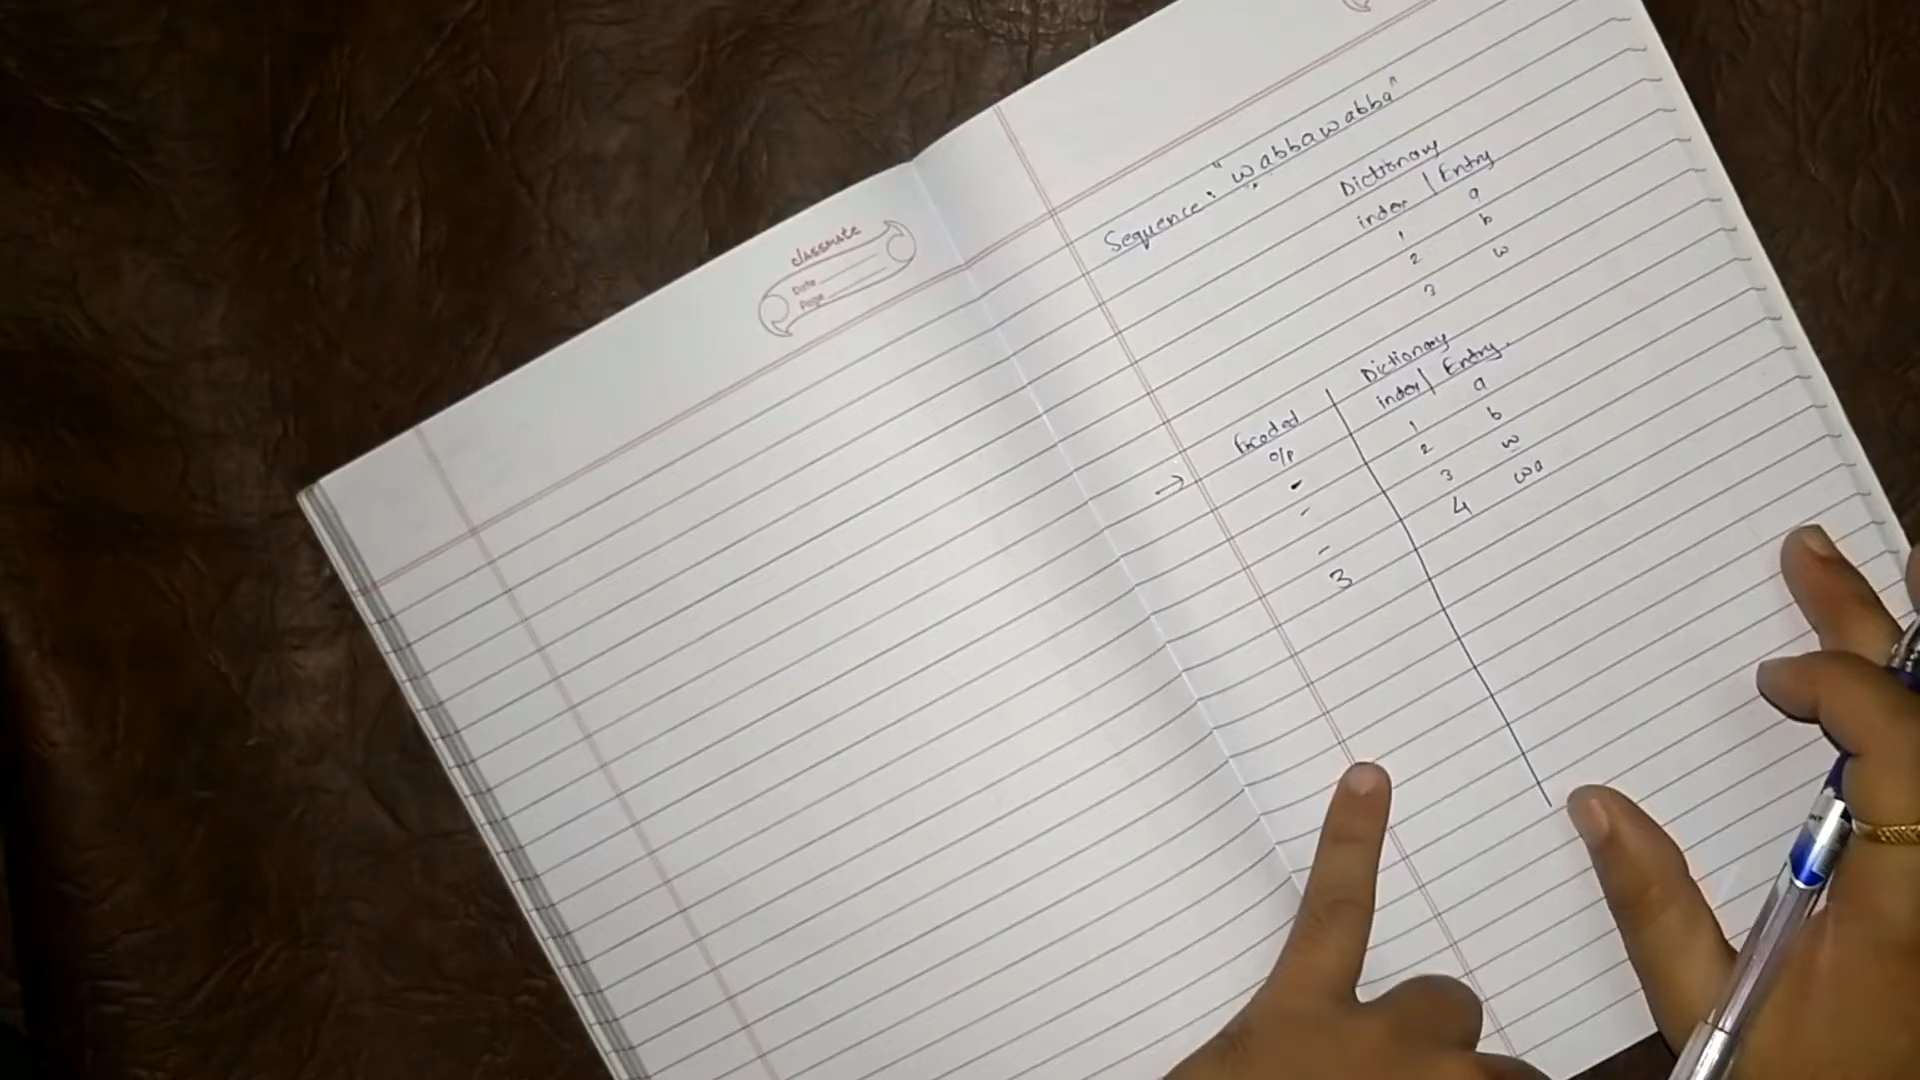 classmate
Date
Page
Sequence: "wabbawabba"
Dictionary
index | Entry
1 a
2 b
3 w
Encoded o/p
Dictionary
index | Entry.
→ - 1 a
- 2 b
- 3 w
3 4 wa